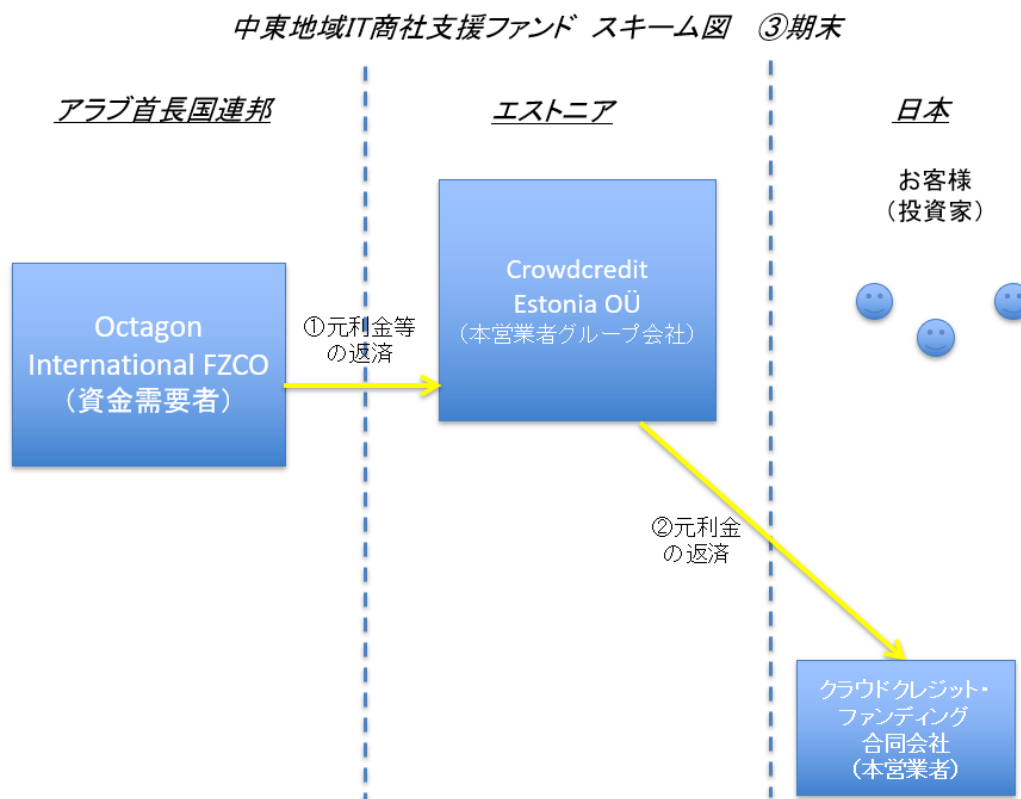 中東地域IT商社支援ファンド スキーム図 ③期末
アラブ首長国連邦
エストニア
日本
お客様
（投資家）
Octagon
International FZCO
（資金需要者）
①元利金等
の返済
Crowdcredit
Estonia OÜ
（本営業者グループ会社）
②元利金
の返済
クラウドクレジット・
ファンディング
合同会社
(本営業者)